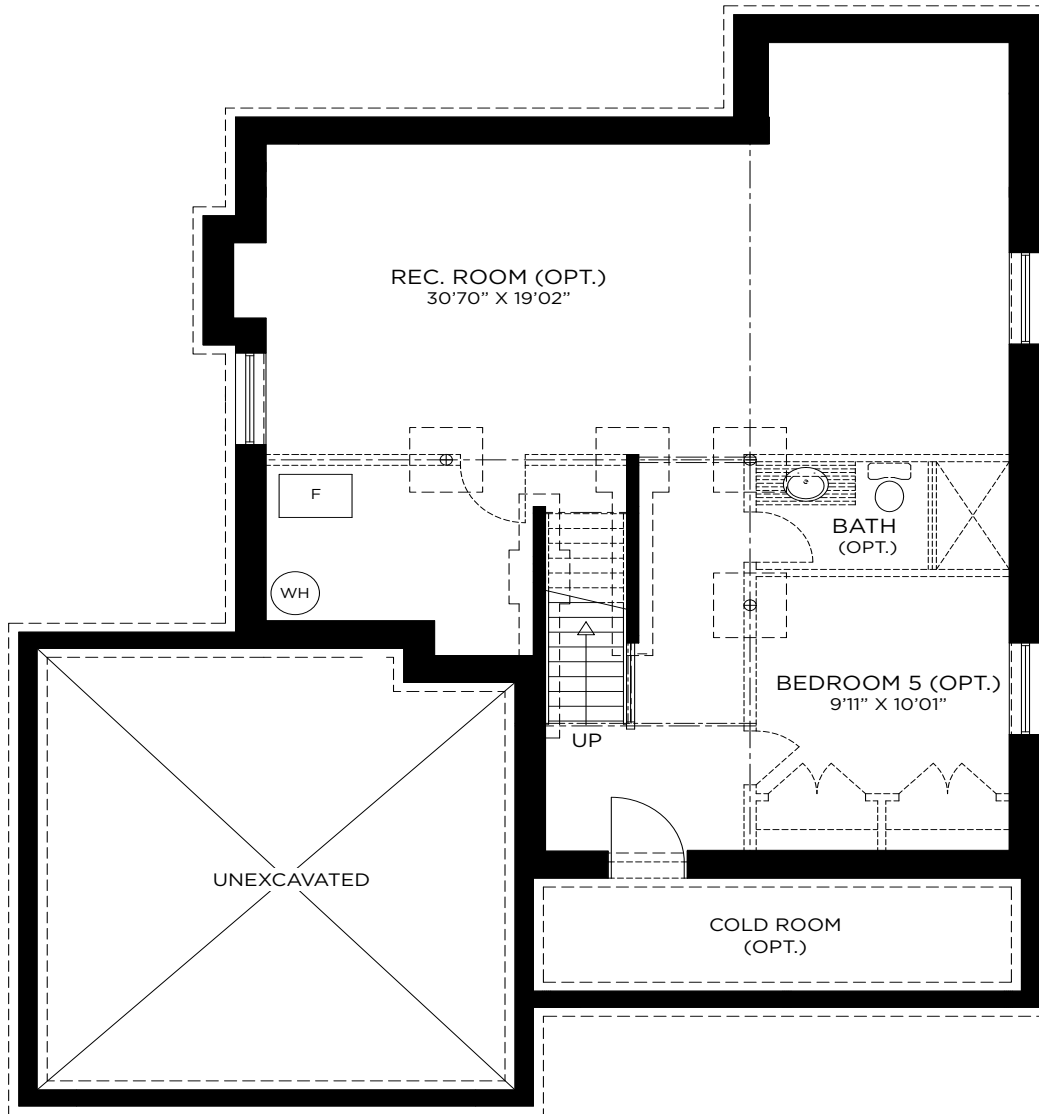 REC. ROOM (OPT.)
30’70” X 19’02”
F
WH
BATH
(OPT.)
BEDROOM 5 (OPT.)
9’11” X 10’01”
UP
UNEXCAVATED
COLD ROOM
(OPT.)